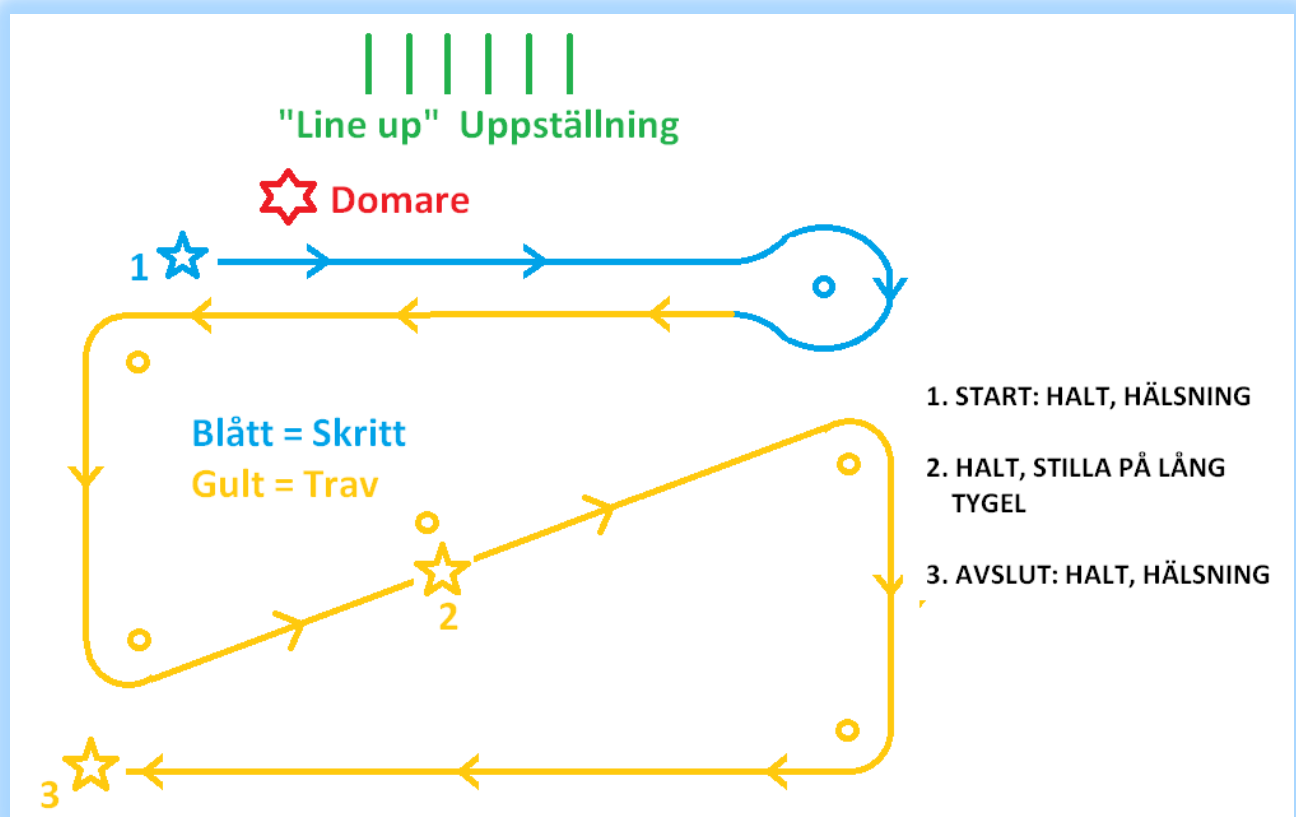 "Line up" Uppställning
Domare
1
Blått = Skritt
Gult = Trav
2
3
1. START: HALT, HÄLSNING
2. HALT, STILLA PÅ LÅNG
TYGEL
3. AVSLUT: HALT, HÄLSNING